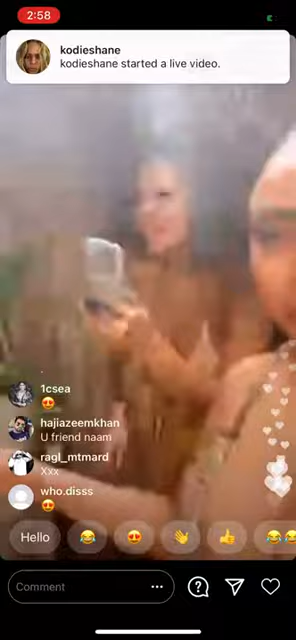 2:58
kodieshane
kodieshane started a live video.
1csea
😍
hajiazeemkhan
U friend naam
ragl_mtmard
Xxx
who.disss
😍
Hello 😂 😍 👋 👍 😂😂
Comment